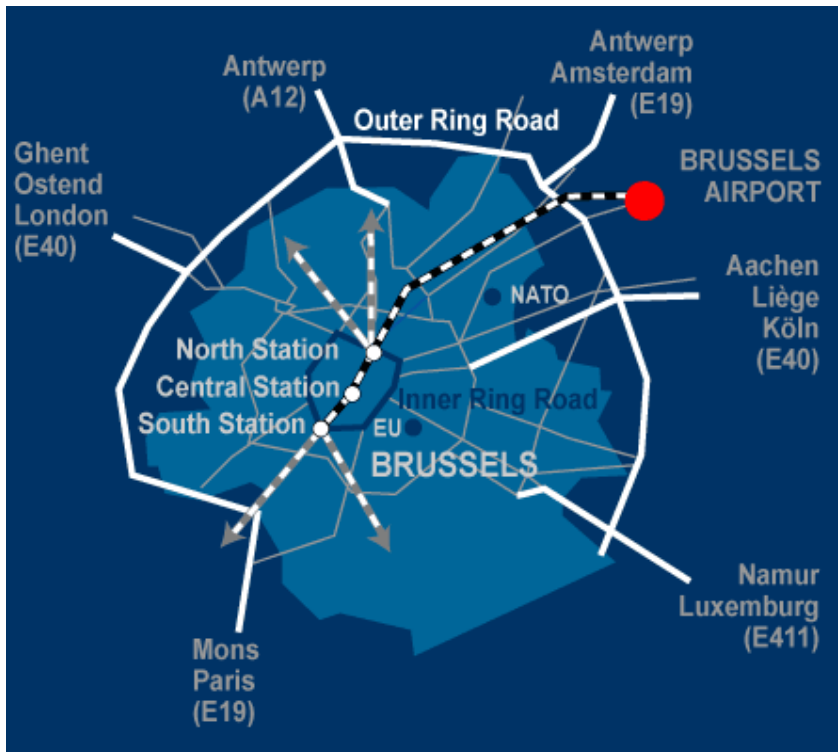 Antwerp
(A12)
Antwerp
Amsterdam
(E19)
Outer Ring Road
Ghent
Ostend
London
(E40)
BRUSSELS
AIRPORT
Aachen
Liège
Köln
(E40)
NATO
North Station
Central Station
South Station
Inner Ring Road
EU
BRUSSELS
Namur
Luxemburg
(E411)
Mons
Paris
(E19)